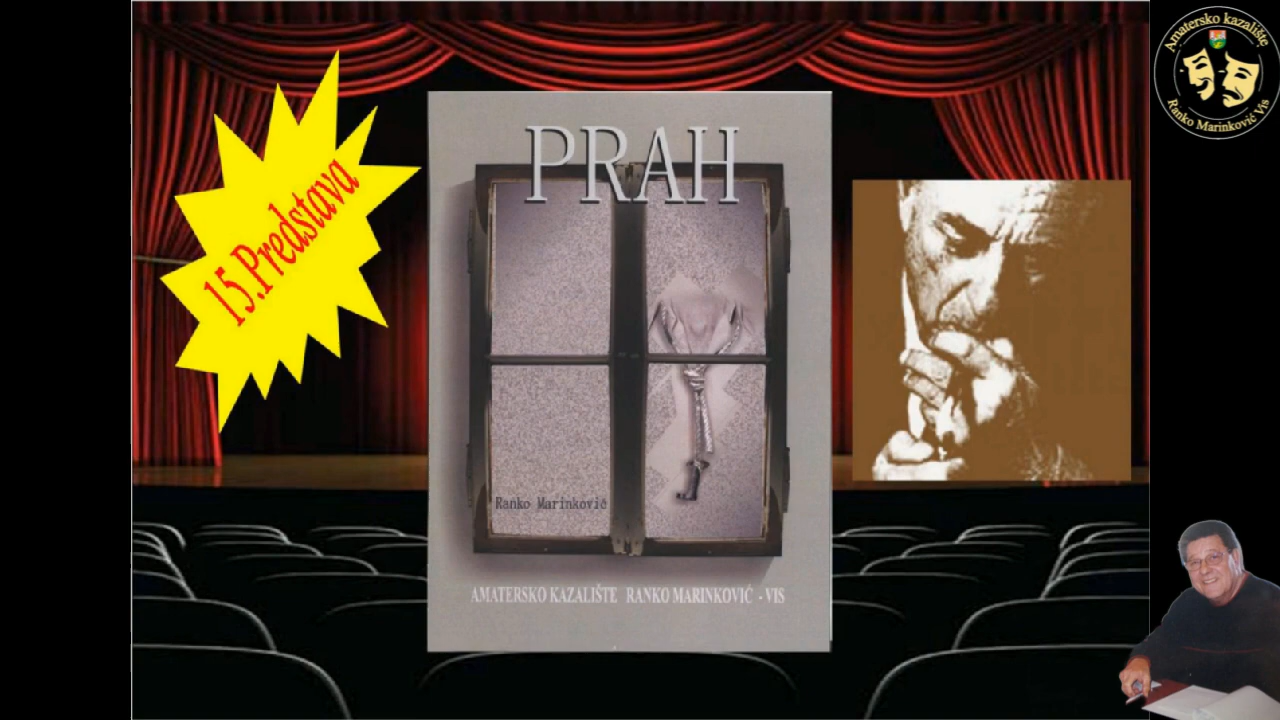 15.Predstava
PRAH
Ranko Marinković
AMATERSKO KAZALIŠTE RANKO MARINKOVIĆ - VIS
Amatersko kazalište
Ranko Marinković Vis